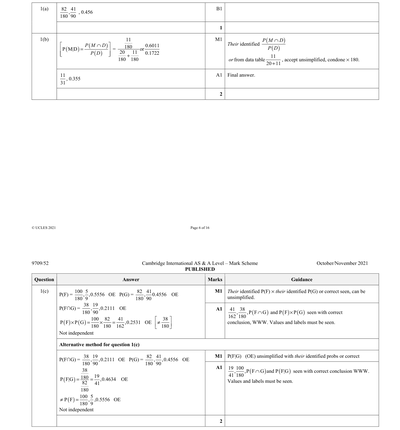 1(a) 82/180, 41/90, 0.456 B1
1
1(b) [P(M|D) = P(M ∩ D)/P(D)] = (11/180)/(20/180 + 11/180) or 0.0611/0.1722 M1 Their identified P(M ∩ D)/P(D)
or from data table 11/(20+11), accept unsimplified, condone × 180.
11/31, 0.355 A1 Final answer.
2
© UCLES 2021 Page 6 of 16
9709/52 Cambridge International AS & A Level – Mark Scheme October/November 2021
PUBLISHED
Question Answer Marks Guidance
1(c) P(F) = 100/180, 5/9, 0.5556 OE P(G) = 82/180, 41/90, 0.4556 OE M1 Their identified P(F) × their identified P(G) or correct seen, can be unsimplified.
P(F∩G) = 38/180, 19/90, 0.2111 OE
P(F)×P(G) = 100/180 × 82/180 = 41/162, 0.2531 OE [≠ 38/180] A1 41/162, 38/180, P(F∩G) and P(F)×P(G) seen with correct conclusion, WWW. Values and labels must be seen.
Not independent
Alternative method for question 1(c)
P(F∩G) = 38/180, 19/90, 0.2111 OE P(G) = 82/180, 41/90, 0.4556 OE M1 P(F|G) (OE) unsimplified with their identified probs or correct
P(F|G) = (38/180)/(82/180) = 19/41, 0.4634 OE A1 19/41, 100/180, P(F∩G) and P(F|G) seen with correct conclusion WWW.
Values and labels must be seen.
≠ P(F) = 100/180, 5/9, 0.5556 OE
Not independent
2